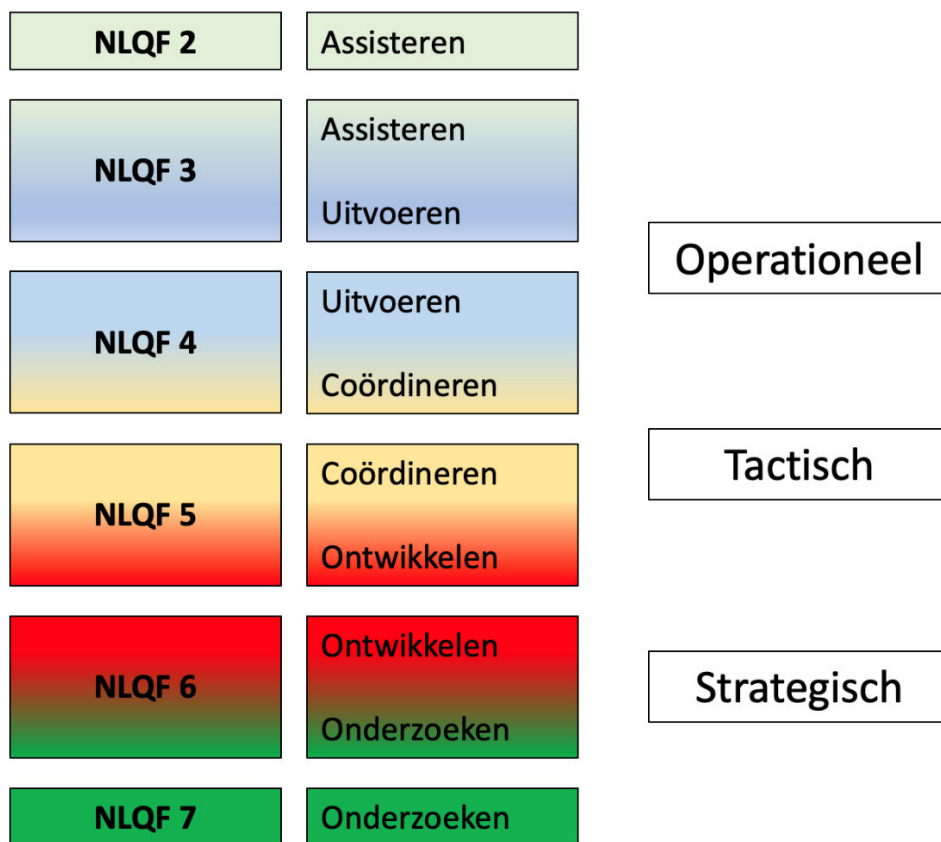 NLQF 2
Assisteren
NLQF 3
Assisteren
Uitvoeren
NLQF 4
Uitvoeren
Coördineren
NLQF 5
Coördineren
Ontwikkelen
NLQF 6
Ontwikkelen
Onderzoeken
NLQF 7
Onderzoeken
Operationeel
Tactisch
Strategisch